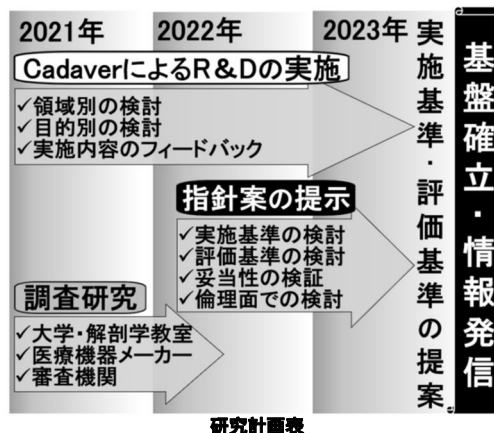 2021年
2022年
2023年
CadaverによるR&Dの実施
✓領域別の検討
✓目的別の検討
✓実施内容のフィードバック
指針案の提示
✓実施基準の検討
✓評価基準の検討
✓妥当性の検証
✓倫理面での検討
調査研究
✓大学・解剖学教室
✓医療機器メーカー
✓審査機関
実施基準・評価基準の提案
基盤確立・情報発信
研究計画表